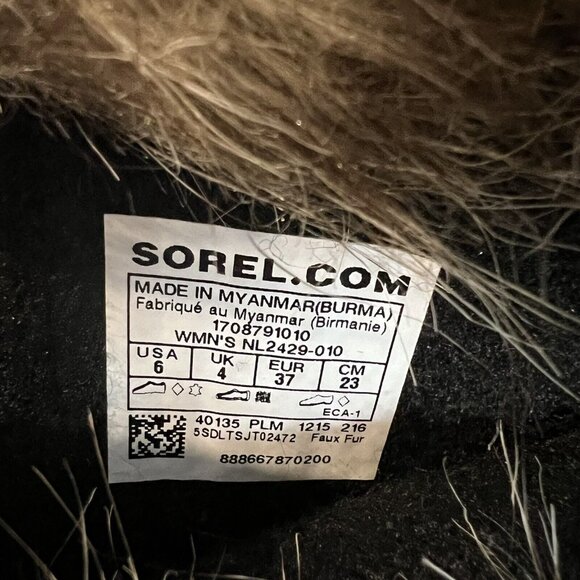 SOREL.COM
MADE IN MYANMAR(BURMA)
Fabriqué au Myanmar (Birmanie)
1708791010
WMN'S NL2429-010
USA UK EUR CM
6 4 37 23
ECA-1
40135 PLM 1215 216
5SDLTSJT02472 Faux Fur
888667870200